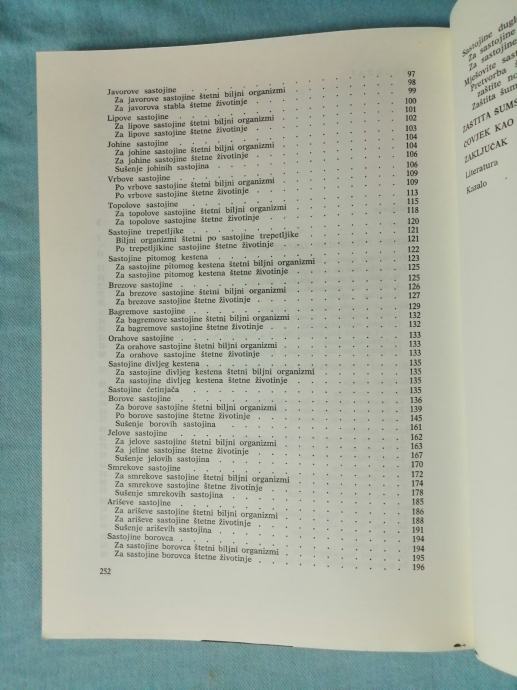 Javorove sastojine 97
Za javorove sastojine štetni biljni organizmi 98
Za javorova stabla štetne životinje 99
Lipove sastojine 100
Za lipove sastojine štetni biljni organizmi 101
Za lipove sastojine štetne životinje 102
Johine sastojine 103
Za johine sastojine štetni biljni organizmi 104
Za johine sastojine štetne životinje 104
Sušenje johinih sastojina 106
Vrbove sastojine 106
Po vrbove sastojine štetni biljni organizmi 109
Po vrbove sastojine štetne životinje 109
Topolove sastojine 113
Za topolove sastojine štetni biljni organizmi 115
Za topolove sastojine štetne životinje 118
Sastojine trepetljike 120
Biljni organizmi štetni po sastojine trepetljike 121
Po trepetljikine sastojine štetne životinje 121
Sastojine pitomog kestena 122
Za sastojine pitomog kestena štetni biljni organizmi 123
Za sastojine pitomog kestena štetne životinje 125
Brezove sastojine 125
Za brezove sastojine štetni biljni organizmi 126
Za brezove sastojine štetne životinje 127
Bagremove sastojine 129
Za bagremove sastojine štetni biljni organizmi 132
Za bagremove sastojine štetne životinje 132
Orahove sastojine 133
Za orahove sastojine štetni biljni organizmi 133
Za orahove sastojine štetne životinje 133
Sastojine divljeg kestena 135
Za sastojine divljeg kestena štetni biljni organizmi 135
Za sastojine divljeg kestena štetne životinje 135
Sastojine četinjača 135
Borove sastojine 136
Za borove sastojine štetni biljni organizmi 139
Po borove sastojine štetne životinje 145
Sušenje borovih sastojina 161
Jelove sastojine 162
Za jelove sastojine štetni biljni organizmi 163
Za jeline sastojine štetne životinje 167
Sušenje jelovih sastojina 170
Smrekove sastojine 172
Za smrekove sastojine štetni biljni organizmi 174
Za smrekove sastojine štetne životinje 178
Sušenje smrekovih sastojina 185
Ariševe sastojine 186
Za ariševe sastojine štetni biljni organizmi 188
Za ariševe sastojine štetne životinje 191
Sušenje ariševih sastojina 194
Sastojine borovca 194
Za sastojine borovca štetni biljni organizmi 195
Za sastojine borovca štetne životinje 196
252
Sastojine
Za sastojine
Za sastojine
Mješovite
Pretvorba
zaštite
Zaštita
ZAŠTITA
ČOVJEK KAO
ZAKLJUČAK
Literatura
Kazalo